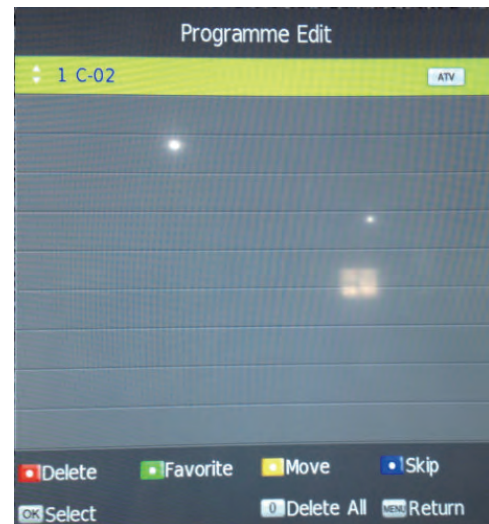 Programme Edit
1 C-02 ATV
Delete Favorite Move Skip
OK Select 0 Delete All MENU Return